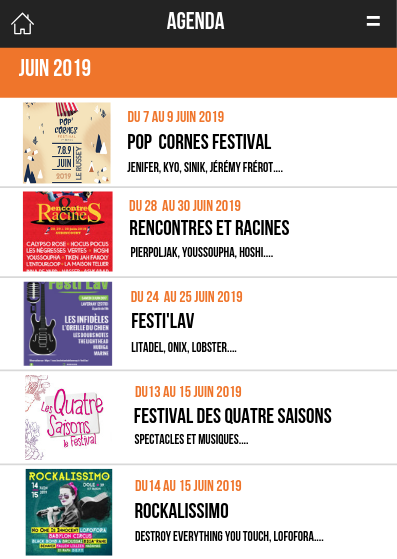 AGENDA
JUIN 2019
POP'
CORNES
FESTIVAL
7.8.9
JUIN
2019
LE RUSSEY
DU 7 AU 9 JUIN 2019
POP CORNES FESTIVAL
JENIFER, KYO, SINIK, JÉRÉMY FRÉROT....
Rencontres
Racines
CALYPSO ROSE • HOCUS POCUS
LES NÉGRESSES VERTES • HOSHI
YOUSSOUPHA • TIKEN JAH FAKOLY
L'ENTOURLOOP • LA MAISON TELLIER
DU 28 AU 30 JUIN 2019
RENCONTRES ET RACINES
PIERPOLJAK, YOUSSOUPHA, HOSHI....
Festi'Lav
LES INFIDÈLES
L'OREILLE DU CHIEN
LES DOURS NOTES
THE LIGHT HEAD
NUBIGA
MARINE
DU 24 AU 25 JUIN 2019
FESTI'LAV
LITADEL, ONIX, LOBSTER....
Les Quatre
Saisons
le Festival
DU13 AU 15 JUIN 2019
FESTIVAL DES QUATRE SAISONS
SPECTACLES ET MUSIQUES....
ROCKALISSIMO
14
15
JUIN
2019
DOLE
NO ONE IS INNOCENT LOFOFORA
BABYLON CIRCUS
DU14 AU 15 JUIN 2019
ROCKALISSIMO
DESTROY EVERYTHING YOU TOUCH, LOFOFORA....